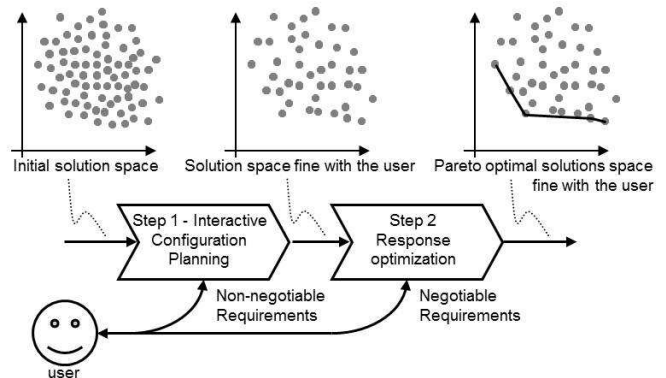 Initial solution space
Solution space fine with the user
Pareto optimal solutions space
fine with the user
Step 1 - Interactive
Configuration
Planning
Step 2
Response
optimization
Non-negotiable
Requirements
Negotiable
Requirements
user